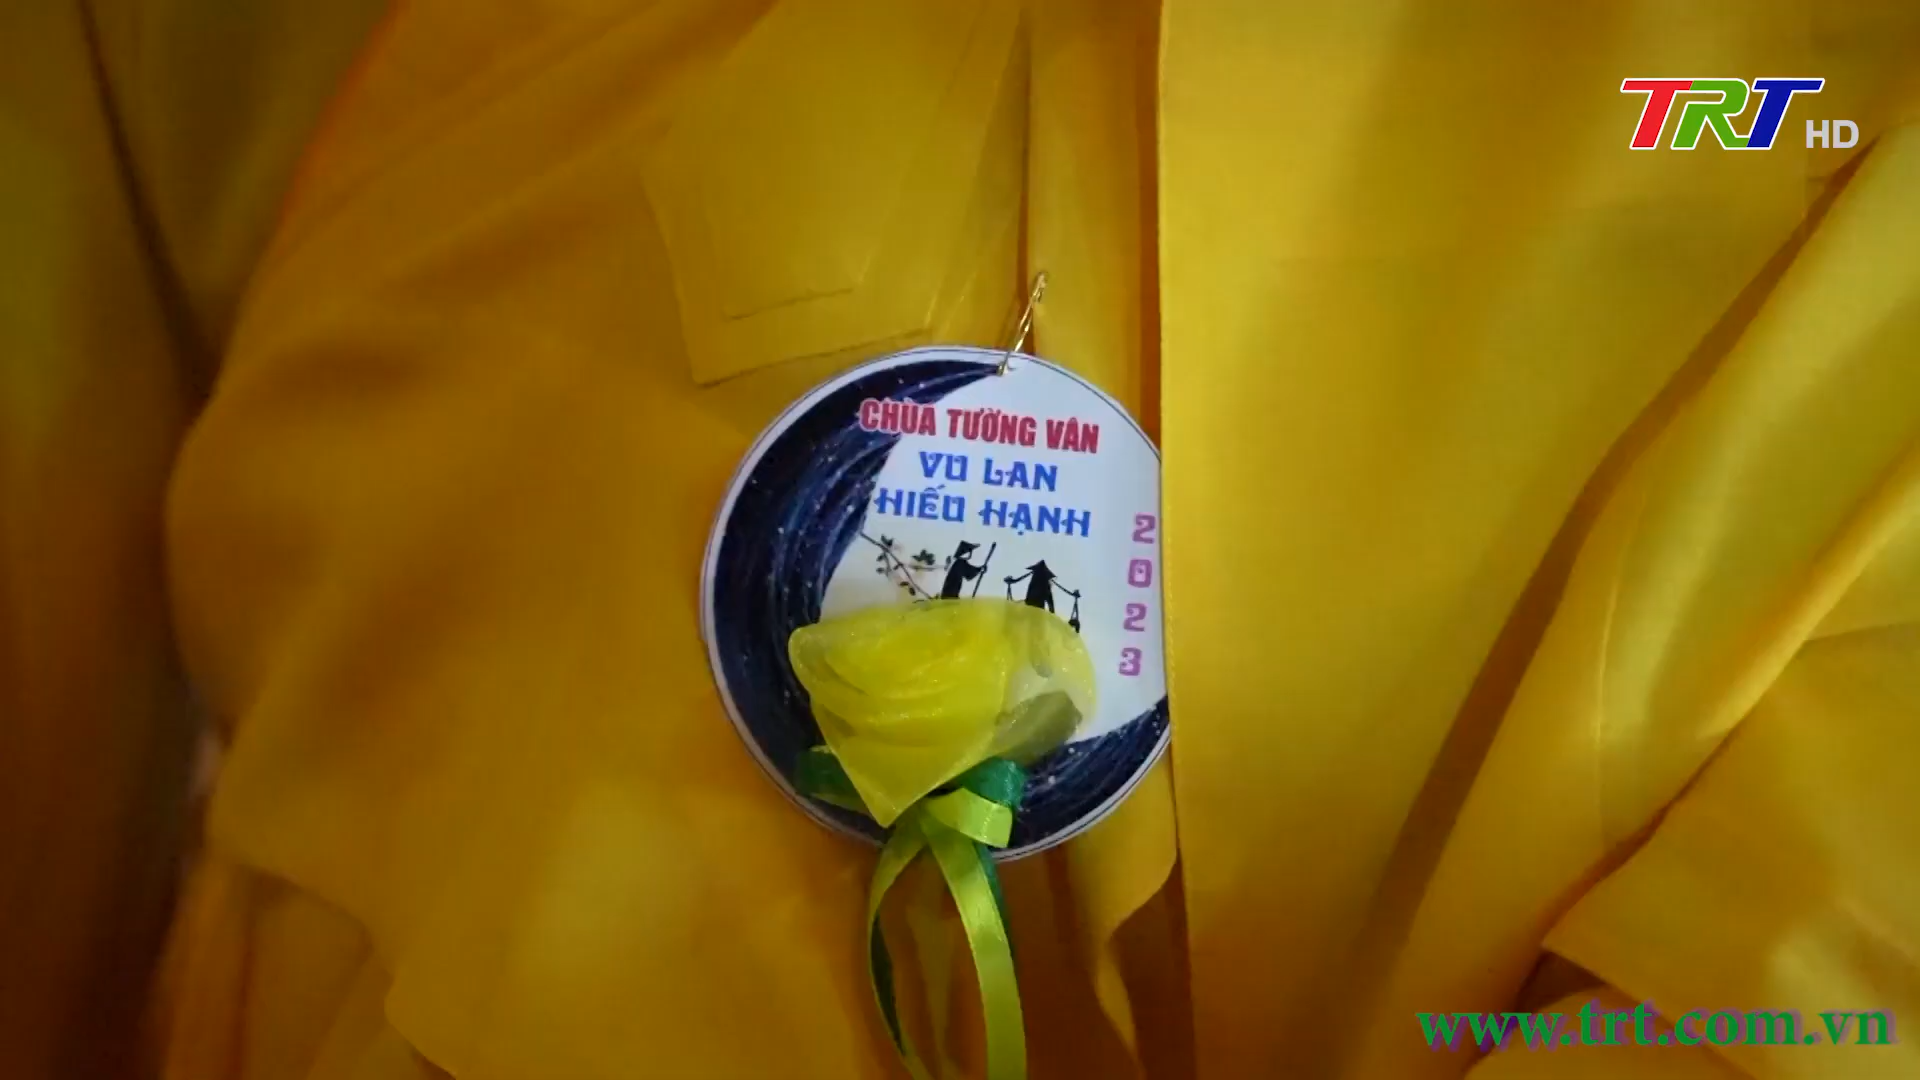 TRT HD
CHÙA TƯỜNG VÂN
VU LAN
HIẾU HẠNH
2023
www.trt.com.vn